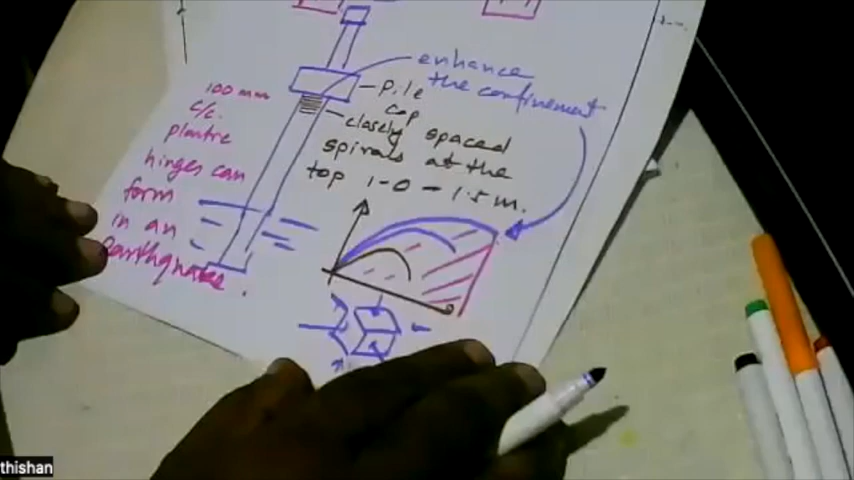 enhance
the confinement
pile
cap
closely spaced
spirals at the
top 1-0 - 1.5 m.
100 mm
c/c.
plastre
hinges can
form
in an
Earthquake.
thishan